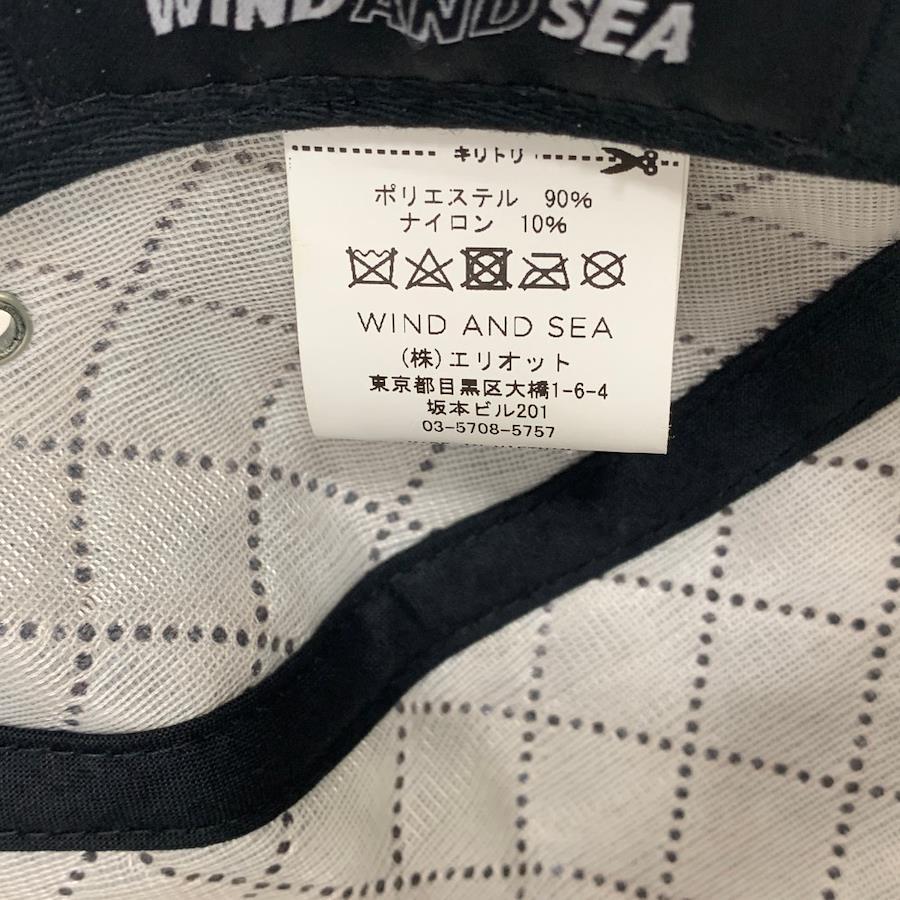 WIND AND SEA
キリトリ
ポリエステル 90%
ナイロン 10%
WIND AND SEA
(株)エリオット
東京都目黒区大橋1-6-4
坂本ビル201
03-5708-5757